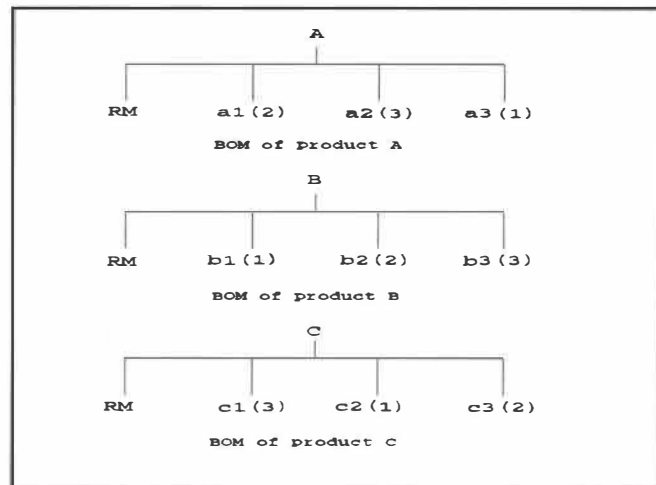 A
RM a1(2) a2(3) a3(1)
BOM of product A
B
RM b1(1) b2(2) b3(3)
BOM of product B
C
RM c1(3) c2(1) c3(2)
BOM of product C